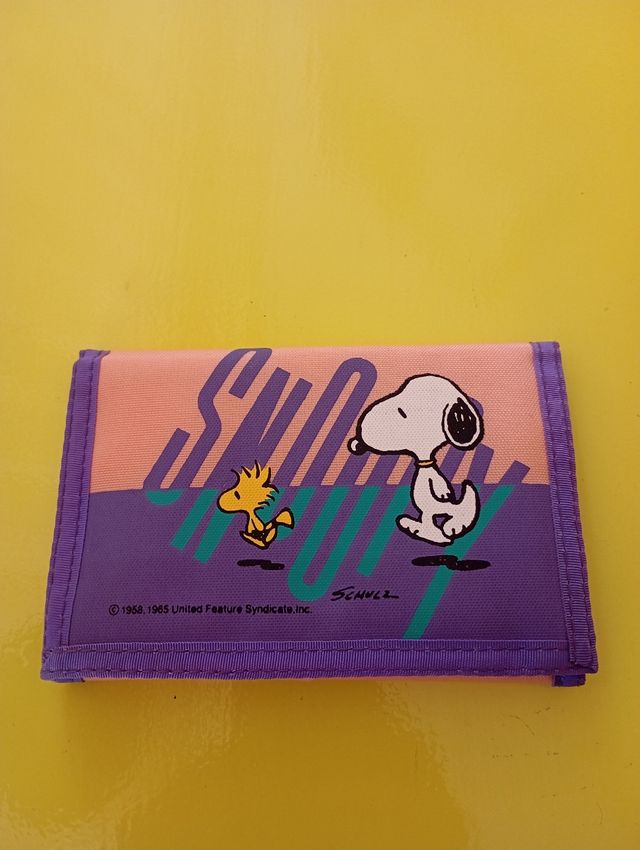 SNOOPY
SCHULZ
© 1958, 1965 United Feature Syndicate,Inc.